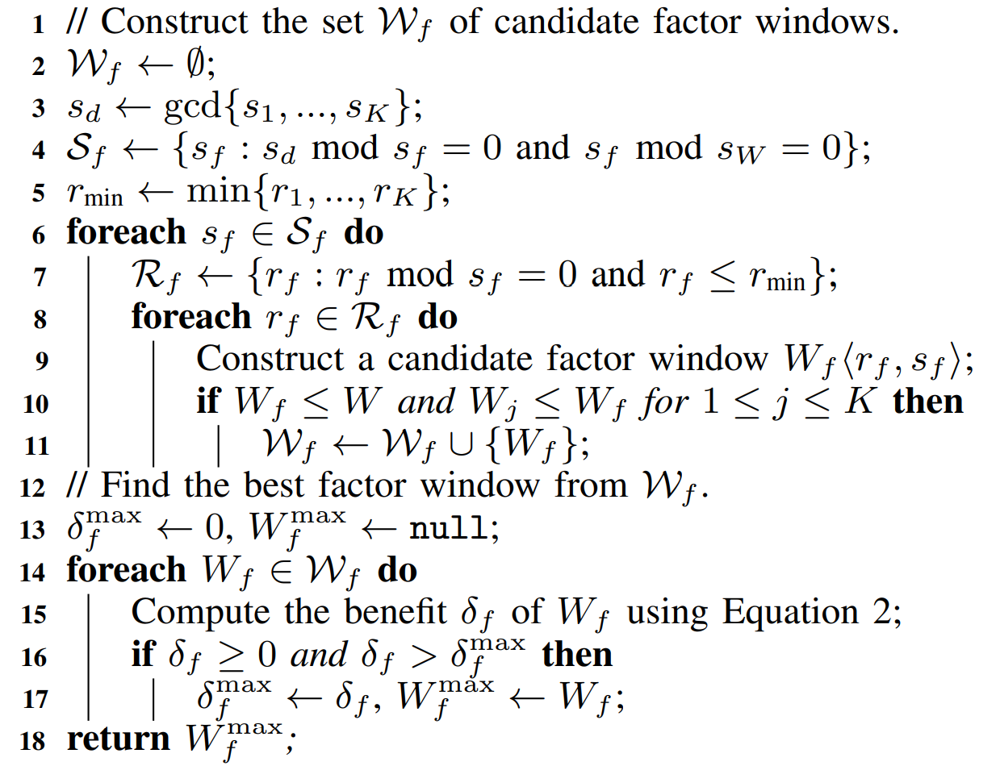 1 // Construct the set 𝒲_f of candidate factor windows.
2 𝒲_f ← ∅;
3 s_d ← gcd{s_1, ..., s_K};
4 𝒮_f ← {s_f : s_d mod s_f = 0 and s_f mod s_W = 0};
5 r_min ← min{r_1, ..., r_K};
6 foreach s_f ∈ 𝒮_f do
7 ℛ_f ← {r_f : r_f mod s_f = 0 and r_f ≤ r_min};
8 foreach r_f ∈ ℛ_f do
9 Construct a candidate factor window W_f⟨r_f, s_f⟩;
10 if W_f ≤ W and W_j ≤ W_f for 1 ≤ j ≤ K then
11 𝒲_f ← 𝒲_f ∪ {W_f};
12 // Find the best factor window from 𝒲_f.
13 δ_f^max ← 0, W_f^max ← null;
14 foreach W_f ∈ 𝒲_f do
15 Compute the benefit δ_f of W_f using Equation 2;
16 if δ_f ≥ 0 and δ_f > δ_f^max then
17 δ_f^max ← δ_f, W_f^max ← W_f;
18 return W_f^max;